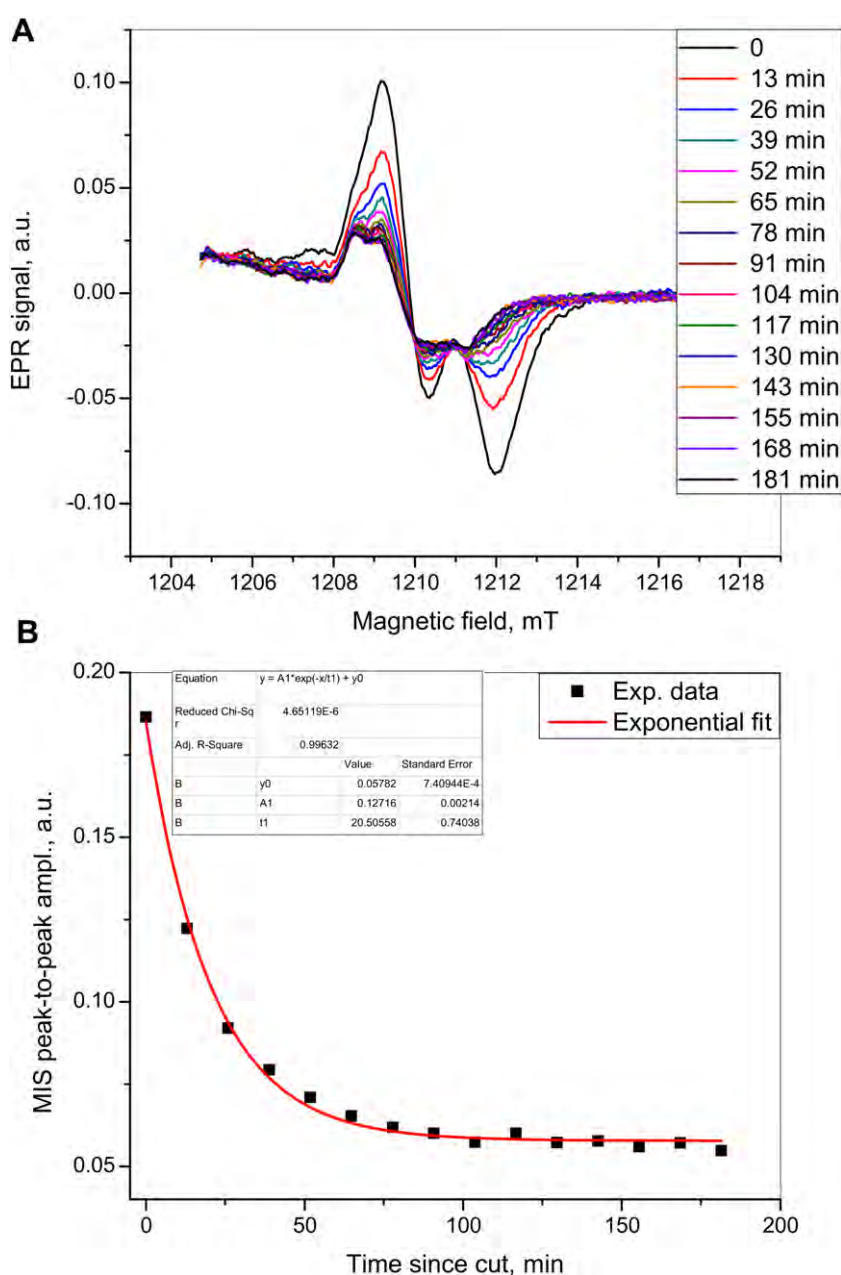 A
EPR signal, a.u.
0.10
0.05
0.00
-0.05
-0.10
0
13 min
26 min
39 min
52 min
65 min
78 min
91 min
104 min
117 min
130 min
143 min
155 min
168 min
181 min
1204 1206 1208 1210 1212 1214 1216 1218
Magnetic field, mT
B
MIS peak-to-peak ampl., a.u.
0.20
0.15
0.10
0.05
Equation y = A1*exp(-x/t1) + y0
Reduced Chi-Sq
r
4.65119E-6
Adj. R-Square 0.99632
Value Standard Error
B y0 0.05782 7.40944E-4
B A1 0.12716 0.00214
B t1 20.50558 0.74038
Exp. data
Exponential fit
0 50 100 150 200
Time since cut, min